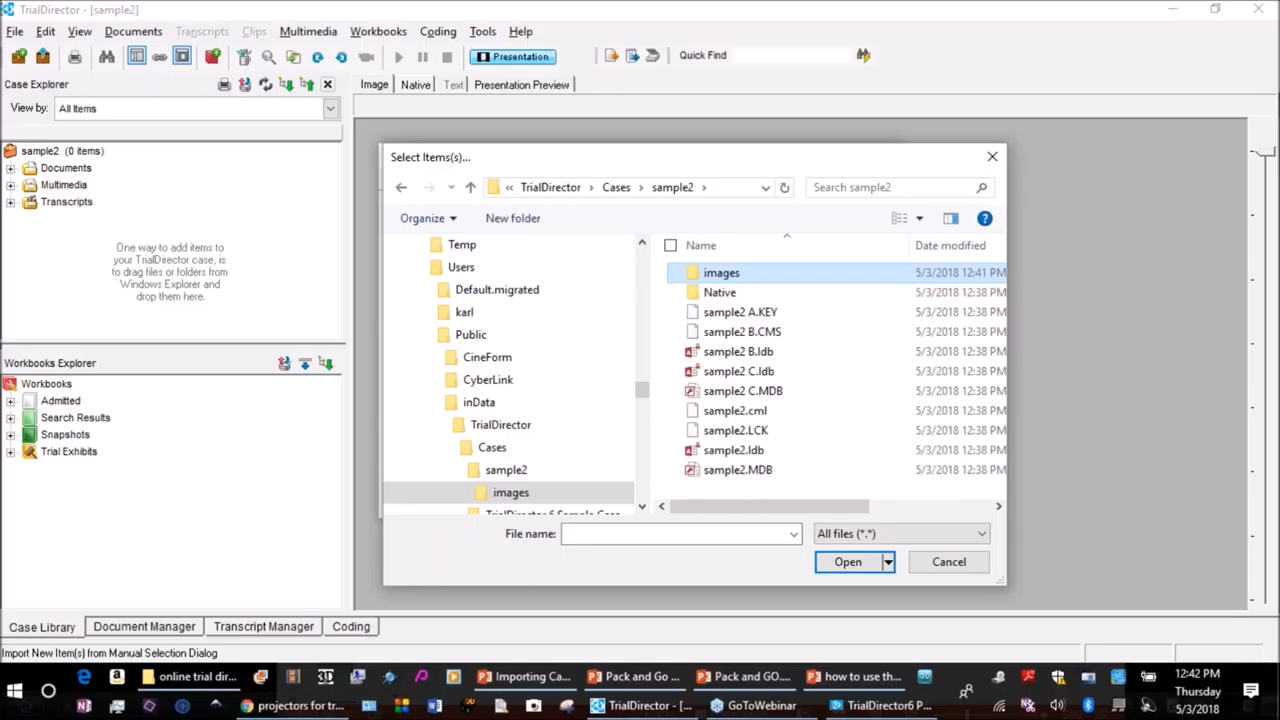 TrialDirector - [sample2]
File Edit View Documents Transcripts Clips Multimedia Workbooks Coding Tools Help
Presentation Quick Find
Case Explorer
Image Native Text Presentation Preview
View by: All Items
sample2 (0 items)
Documents
Multimedia
Transcripts
One way to add items to
your TrialDirector case, is
to drag files or folders from
Windows Explorer and
drop them here.
Workbooks Explorer
Workbooks
Admitted
Search Results
Snapshots
Trial Exhibits
Select Items(s)...
« TrialDirector > Cases > sample2 >
Search sample2
Organize New folder
Temp
Users
Default.migrated
karl
Public
CineForm
CyberLink
inData
TrialDirector
Cases
sample2
images
TrialDirector 6 Sample Case
Name Date modified
images 5/3/2018 12:41 PM
Native 5/3/2018 12:38 PM
sample2 A.KEY 5/3/2018 12:38 PM
sample2 B.CMS 5/3/2018 12:38 PM
sample2 B.ldb 5/3/2018 12:38 PM
sample2 C.ldb 5/3/2018 12:38 PM
sample2 C.MDB 5/3/2018 12:38 PM
sample2.cml 5/3/2018 12:38 PM
sample2.LCK 5/3/2018 12:38 PM
sample2.ldb 5/3/2018 12:38 PM
sample2.MDB 5/3/2018 12:38 PM
File name: All files (*.*)
Open Cancel
Case Library Document Manager Transcript Manager Coding
Import New Item(s) from Manual Selection Dialog
online trial dir... Importing Ca... Pack and Go ... Pack and GO.... how to use th...
12:42 PM
Thursday
5/3/2018
projectors for tr... TrialDirector - [... GoToWebinar TrialDirector6 P...